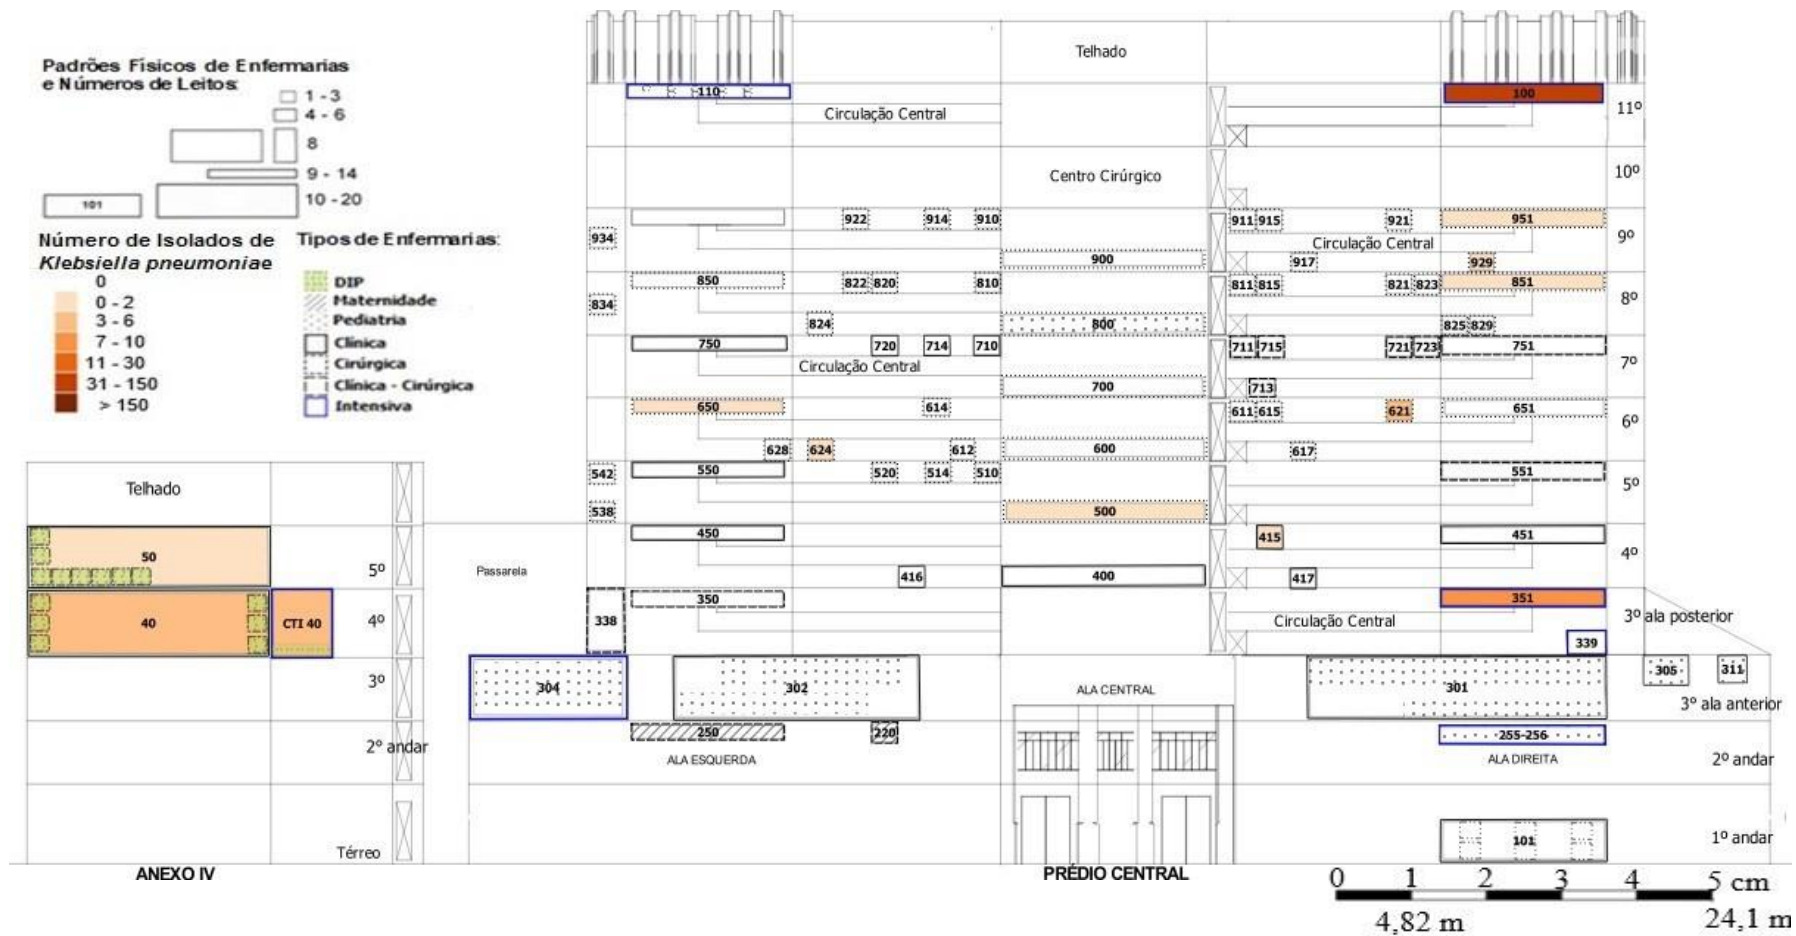 Padrões Físicos de Enfermarias
e Números de Leitos:
1 - 3
4 - 6
8
9 - 14
10 - 20
101
Número de Isolados de
Klebsiella pneumoniae
0
0 - 2
3 - 6
7 - 10
11 - 30
31 - 150
> 150
Tipos de Enfermarias:
DIP
Maternidade
Pediatria
Clínica
Cirúrgica
Clínica - Cirúrgica
Intensiva
Telhado
110
100
Circulação Central
11º
Centro Cirúrgico
10º
922 914 910 911 915 921 951
934
Circulação Central
9º
900 917 929
850 822 820 810 811 815 821 823 851
834
8º
824 800 825 829
750 720 714 710 711 715 721 723 751
Circulação Central
7º
700 713
650 614 611 615 621 651
6º
628 624 612 600 617
542 550 520 514 510 551
5º
538 500
450 415 451
4º
416 400 417
350 351
338
Circulação Central
3º ala posterior
339
304 302 301 305 311
ALA CENTRAL
3º ala anterior
250 220 255-256
ALA ESQUERDA
ALA DIREITA
2º andar
101
1º andar
Telhado
50
5º
Passarela
40
CTI 40
4º
3º
2º andar
Térreo
ANEXO IV
PRÉDIO CENTRAL
0 1 2 3 4 5 cm
4,82 m
24,1 m